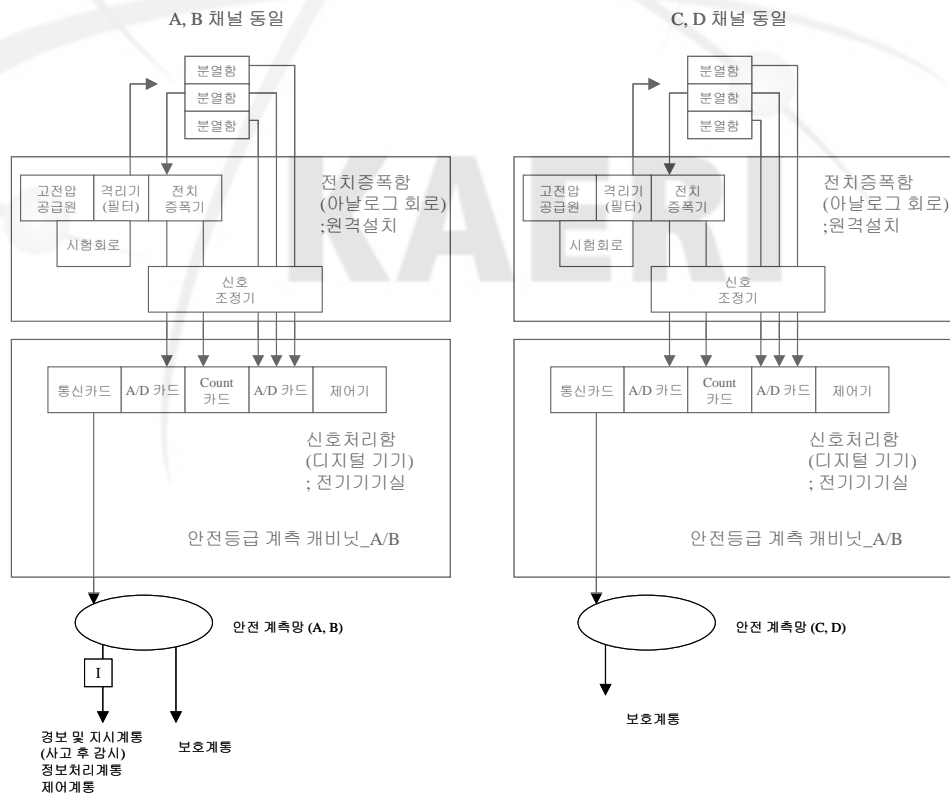 A, B 채널 동일
분열함
분열함
분열함
고전압
공급원
격리기
(필터)
전치
증폭기
시험회로
전치증폭함
(아날로그 회로)
;원격설치
신호
조정기
통신카드
A/D 카드
Count
카드
A/D 카드
제어기
신호처리함
(디지털 기기)
; 전기기기실
안전등급 계측 캐비닛_A/B
안전 계측망 (A, B)
I
경보 및 지시계통
(사고 후 감시)
정보처리계통
제어계통
보호계통
C, D 채널 동일
분열함
분열함
분열함
고전압
공급원
격리기
(필터)
전치
증폭기
시험회로
전치증폭함
(아날로그 회로)
;원격설치
신호
조정기
통신카드
A/D 카드
Count
카드
A/D 카드
제어기
신호처리함
(디지털 기기)
; 전기기기실
안전등급 계측 캐비닛_A/B
안전 계측망 (C, D)
보호계통
KAERI